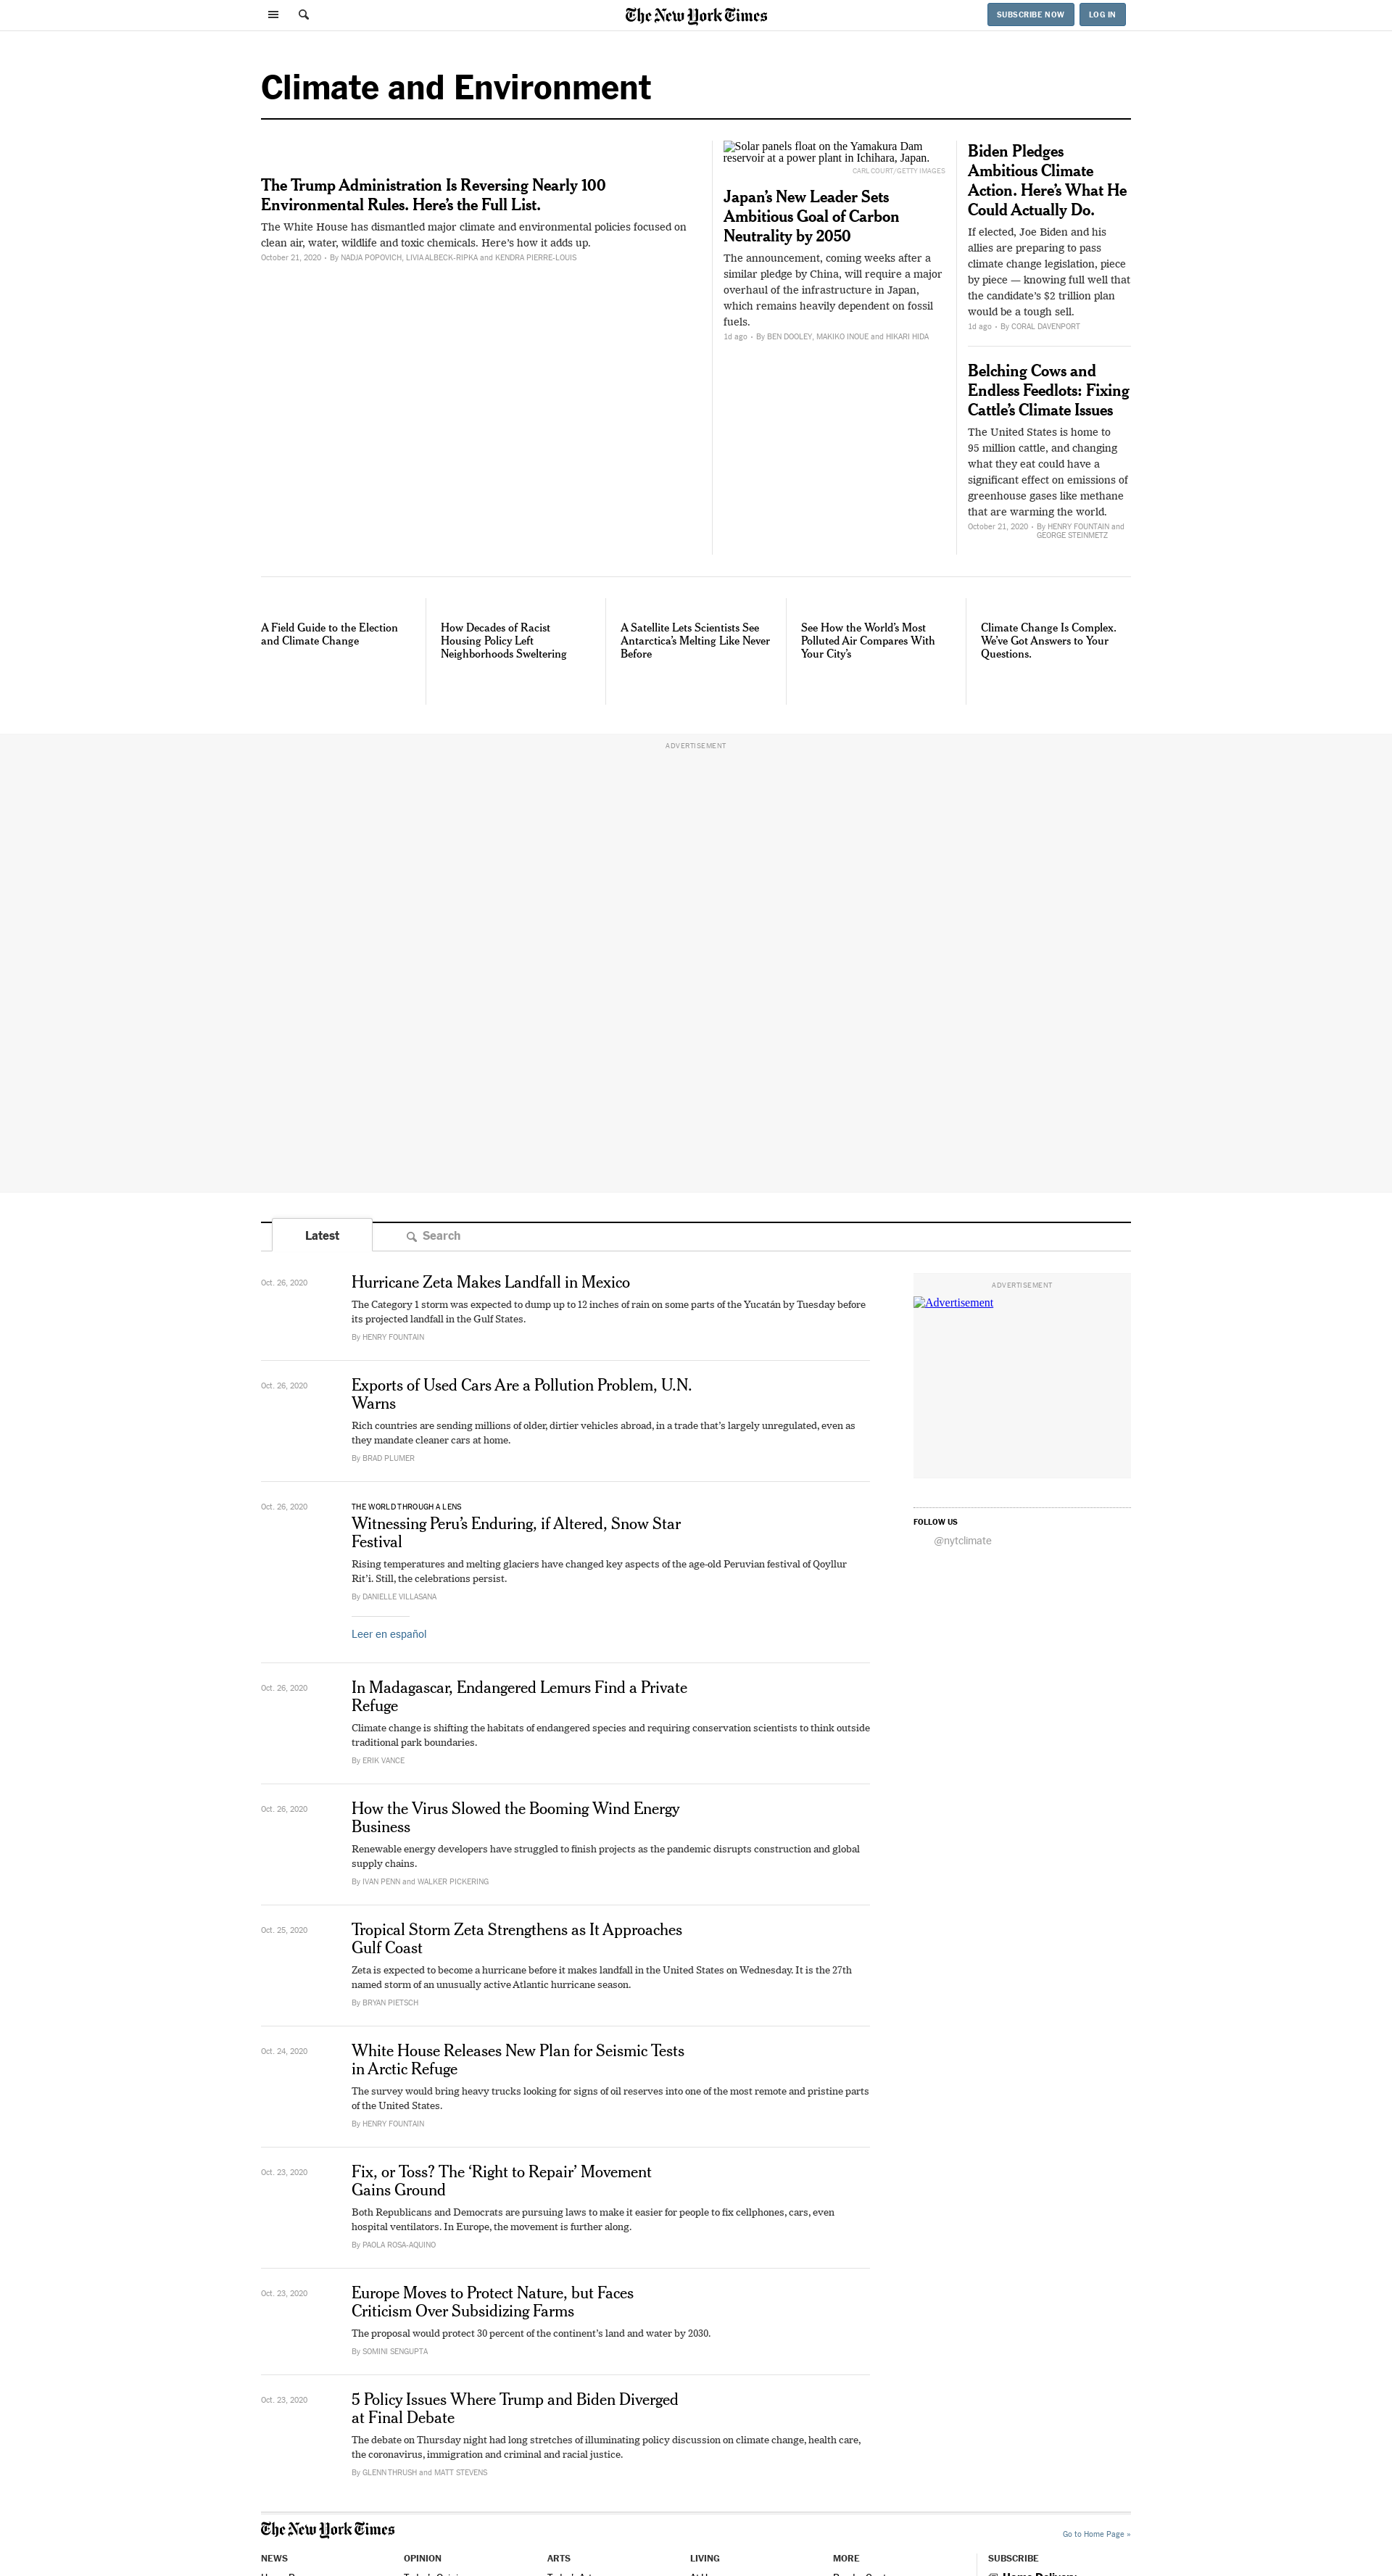 The New York Times
SUBSCRIBE NOW
LOG IN
Climate and Environment
The Trump Administration Is Reversing Nearly 100
Environmental Rules. Here's the Full List.
The White House has dismantled major climate and environmental policies focused on
clean air, water, wildlife and toxic chemicals. Here's how it adds up.
October 21, 2020 • By NADJA POPOVICH, LIVIA ALBECK-RIPKA and KENDRA PIERRE-LOUIS
Solar panels float on the Yamakura Dam
reservoir at a power plant in Ichihara, Japan.
CARL COURT/GETTY IMAGES
Japan's New Leader Sets
Ambitious Goal of Carbon
Neutrality by 2050
The announcement, coming weeks after a
similar pledge by China, will require a major
overhaul of the infrastructure in Japan,
which remains heavily dependent on fossil
fuels.
1d ago • By BEN DOOLEY, MAKIKO INOUE and HIKARI HIDA
Biden Pledges
Ambitious Climate
Action. Here's What He
Could Actually Do.
If elected, Joe Biden and his
allies are preparing to pass
climate change legislation, piece
by piece — knowing full well that
the candidate's $2 trillion plan
would be a tough sell.
1d ago • By CORAL DAVENPORT
Belching Cows and
Endless Feedlots: Fixing
Cattle's Climate Issues
The United States is home to
95 million cattle, and changing
what they eat could have a
significant effect on emissions of
greenhouse gases like methane
that are warming the world.
October 21, 2020 • By HENRY FOUNTAIN and
GEORGE STEINMETZ
A Field Guide to the Election
and Climate Change
How Decades of Racist
Housing Policy Left
Neighborhoods Sweltering
A Satellite Lets Scientists See
Antarctica's Melting Like Never
Before
See How the World's Most
Polluted Air Compares With
Your City's
Climate Change Is Complex.
We've Got Answers to Your
Questions.
ADVERTISEMENT
Latest
Search
Oct. 26, 2020
Hurricane Zeta Makes Landfall in Mexico
The Category 1 storm was expected to dump up to 12 inches of rain on some parts of the Yucatán by Tuesday before
its projected landfall in the Gulf States.
By HENRY FOUNTAIN
ADVERTISEMENT
Advertisement
Oct. 26, 2020
Exports of Used Cars Are a Pollution Problem, U.N.
Warns
Rich countries are sending millions of older, dirtier vehicles abroad, in a trade that's largely unregulated, even as
they mandate cleaner cars at home.
By BRAD PLUMER
FOLLOW US
@nytclimate
Oct. 26, 2020
THE WORLD THROUGH A LENS
Witnessing Peru's Enduring, if Altered, Snow Star
Festival
Rising temperatures and melting glaciers have changed key aspects of the age-old Peruvian festival of Qoyllur
Rit'i. Still, the celebrations persist.
By DANIELLE VILLASANA
Leer en español
Oct. 26, 2020
In Madagascar, Endangered Lemurs Find a Private
Refuge
Climate change is shifting the habitats of endangered species and requiring conservation scientists to think outside
traditional park boundaries.
By ERIK VANCE
Oct. 26, 2020
How the Virus Slowed the Booming Wind Energy
Business
Renewable energy developers have struggled to finish projects as the pandemic disrupts construction and global
supply chains.
By IVAN PENN and WALKER PICKERING
Oct. 25, 2020
Tropical Storm Zeta Strengthens as It Approaches
Gulf Coast
Zeta is expected to become a hurricane before it makes landfall in the United States on Wednesday. It is the 27th
named storm of an unusually active Atlantic hurricane season.
By BRYAN PIETSCH
Oct. 24, 2020
White House Releases New Plan for Seismic Tests
in Arctic Refuge
The survey would bring heavy trucks looking for signs of oil reserves into one of the most remote and pristine parts
of the United States.
By HENRY FOUNTAIN
Oct. 23, 2020
Fix, or Toss? The 'Right to Repair' Movement
Gains Ground
Both Republicans and Democrats are pursuing laws to make it easier for people to fix cellphones, cars, even
hospital ventilators. In Europe, the movement is further along.
By PAOLA ROSA-AQUINO
Oct. 23, 2020
Europe Moves to Protect Nature, but Faces
Criticism Over Subsidizing Farms
The proposal would protect 30 percent of the continent's land and water by 2030.
By SOMINI SENGUPTA
Oct. 23, 2020
5 Policy Issues Where Trump and Biden Diverged
at Final Debate
The debate on Thursday night had long stretches of illuminating policy discussion on climate change, health care,
the coronavirus, immigration and criminal and racial justice.
By GLENN THRUSH and MATT STEVENS
The New York Times
Go to Home Page »
NEWS
OPINION
ARTS
LIVING
MORE
SUBSCRIBE